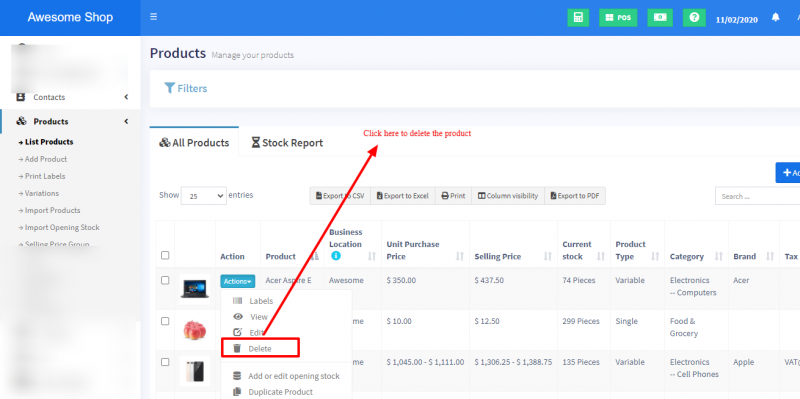 Awesome Shop
POS
11/02/2020
Products Manage your products
Contacts
Filters
Products
List Products
Click here to delete the product
All Products
Stock Report
Add Product
Print Labels
Variations
Import Products
Import Opening Stock
Selling Price Group
Show 25 entries
Export to CSV
Export to Excel
Print
Column visibility
Export to PDF
Search ...
Action
Product
Business Location
Unit Purchase Price
Selling Price
Current stock
Product Type
Category
Brand
Tax
Actions
Acer Aspire E
Awesome
$ 350.00
$ 437.50
74 Pieces
Variable
Electronics
-- Computers
Acer
Labels
View
Edit
Delete
Add or edit opening stock
Duplicate Product
me
$ 10.00
$ 12.50
299 Pieces
Single
Food &
Grocery
me
$ 1,045.00 - $ 1,111.00
$ 1,306.25 - $ 1,388.75
135 Pieces
Variable
Electronics
-- Cell Phones
Apple